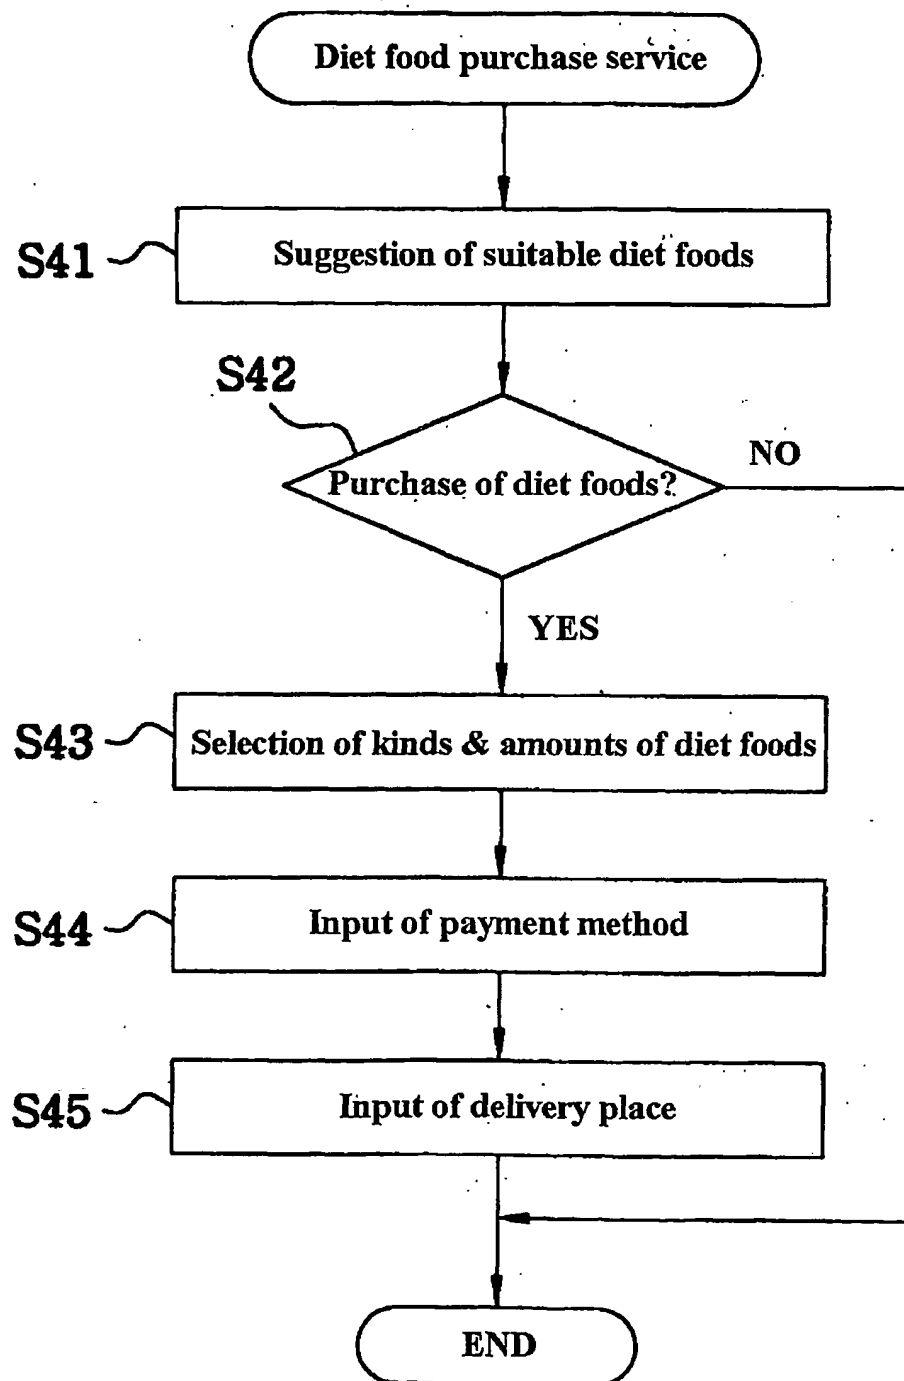 Diet food purchase service
S41
Suggestion of suitable diet foods
S42
NO
Purchase of diet foods?
YES
S43
Selection of kinds & amounts of diet foods
S44
Input of payment method
S45
Input of delivery place
END